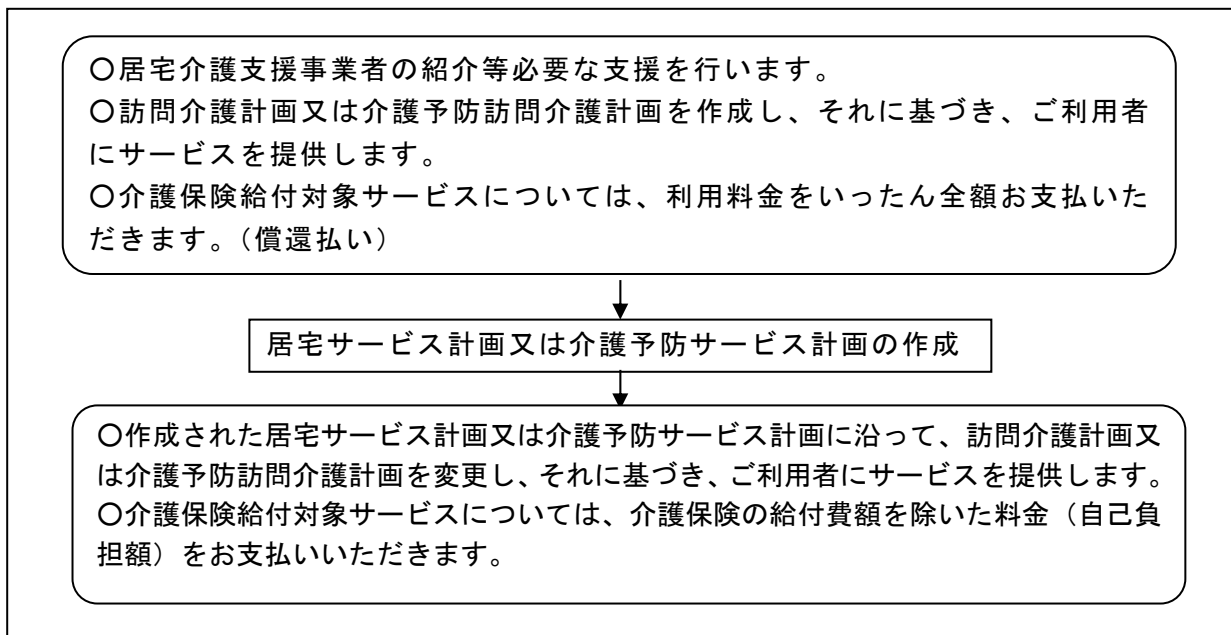 〇居宅介護支援事業者の紹介等必要な支援を行います。
〇訪問介護計画又は介護予防訪問介護計画を作成し、それに基づき、ご利用者
にサービスを提供します。
〇介護保険給付対象サービスについては、利用料金をいったん全額お支払いた
だきます。（償還払い）
居宅サービス計画又は介護予防サービス計画の作成
〇作成された居宅サービス計画又は介護予防サービス計画に沿って、訪問介護計画又
は介護予防訪問介護計画を変更し、それに基づき、ご利用者にサービスを提供します。
〇介護保険給付対象サービスについては、介護保険の給付費額を除いた料金（自己負
担額）をお支払いいただきます。